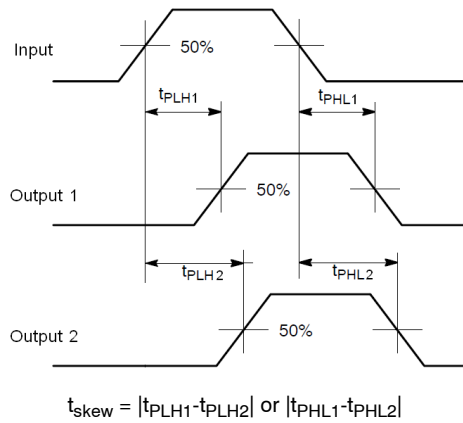 Input
50%
tPLH1
tPHL1
Output 1
50%
tPLH2
tPHL2
Output 2
50%
tskew = |tPLH1-tPLH2| or |tPHL1-tPHL2|